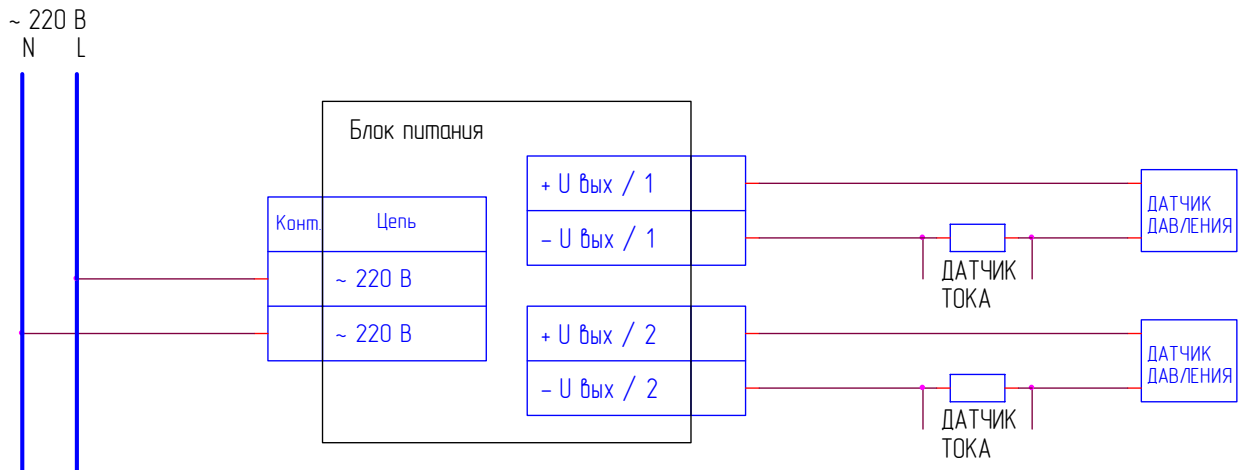 ~ 220 В
N L
Блок питания
Конт. Цепь
~ 220 В
~ 220 В
+ U вых / 1
- U вых / 1
+ U вых / 2
- U вых / 2
ДАТЧИК
ДАВЛЕНИЯ
ДАТЧИК
ТОКА
ДАТЧИК
ДАВЛЕНИЯ
ДАТЧИК
ТОКА